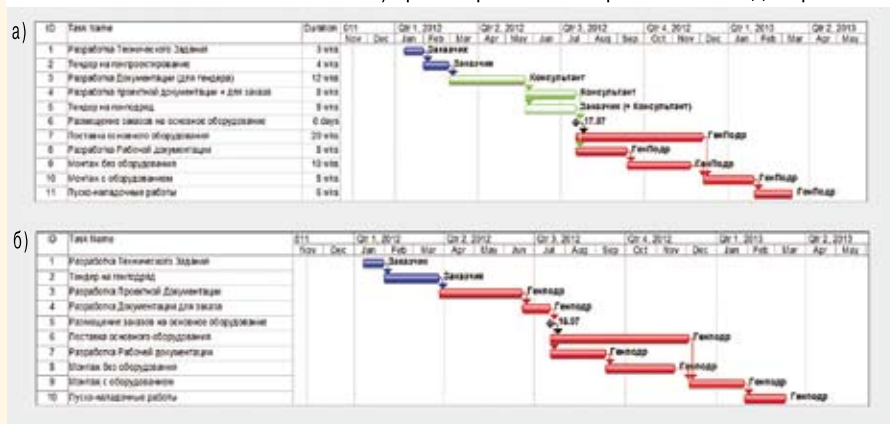 а)
ID Task Name Duration 011 Qtr 1, 2012 Qtr 2, 2012 Qtr 3, 2012 Qtr 4, 2012 Qtr 1, 2013 Qtr 2, 2013
Nov Dec Jan Feb Mar Apr May Jun Jul Aug Sep Oct Nov Dec Jan Feb Mar Apr May
1 Разработка Технического Задания 3 wks Заказчик
2 Тендер на генпроектирование 4 wks Заказчик
3 Разработка Документации (для тендера) 12 wks Консультант
4 Разработка проектной документации + для заказа 8 wks Консультант
5 Тендер на генподряд 8 wks Заказчик (+ Консультант)
6 Размещение заказов на основное оборудование 0 days 17.07
7 Поставка основного оборудования 20 wks ГенПодр
8 Разработка Рабочей документации 8 wks ГенПодр
9 Монтаж без оборудования 10 wks ГенПодр
10 Монтаж с оборудованием 8 wks ГенПодр
11 Пуско-наладочные работы 6 wks ГенПодр
б)
ID Task Name 011 Qtr 1, 2012 Qtr 2, 2012 Qtr 3, 2012 Qtr 4, 2012 Qtr 1, 2013 Qtr 2, 2013
Nov Dec Jan Feb Mar Apr May Jun Jul Aug Sep Oct Nov Dec Jan Feb Mar Apr May
1 Разработка Технического Задания Заказчик
2 Тендер на генподряд Заказчик
3 Разработка Проектной Документации Генподр
4 Разработка Документации для заказа Генподр
5 Размещение заказов на основное оборудование 16.07
6 Поставка основного оборудования Генподр
7 Разработка Рабочей документации Генподр
8 Монтаж без оборудования Генподр
9 Монтаж с оборудованием Генподр
10 Пуско-наладочные работы Генподр